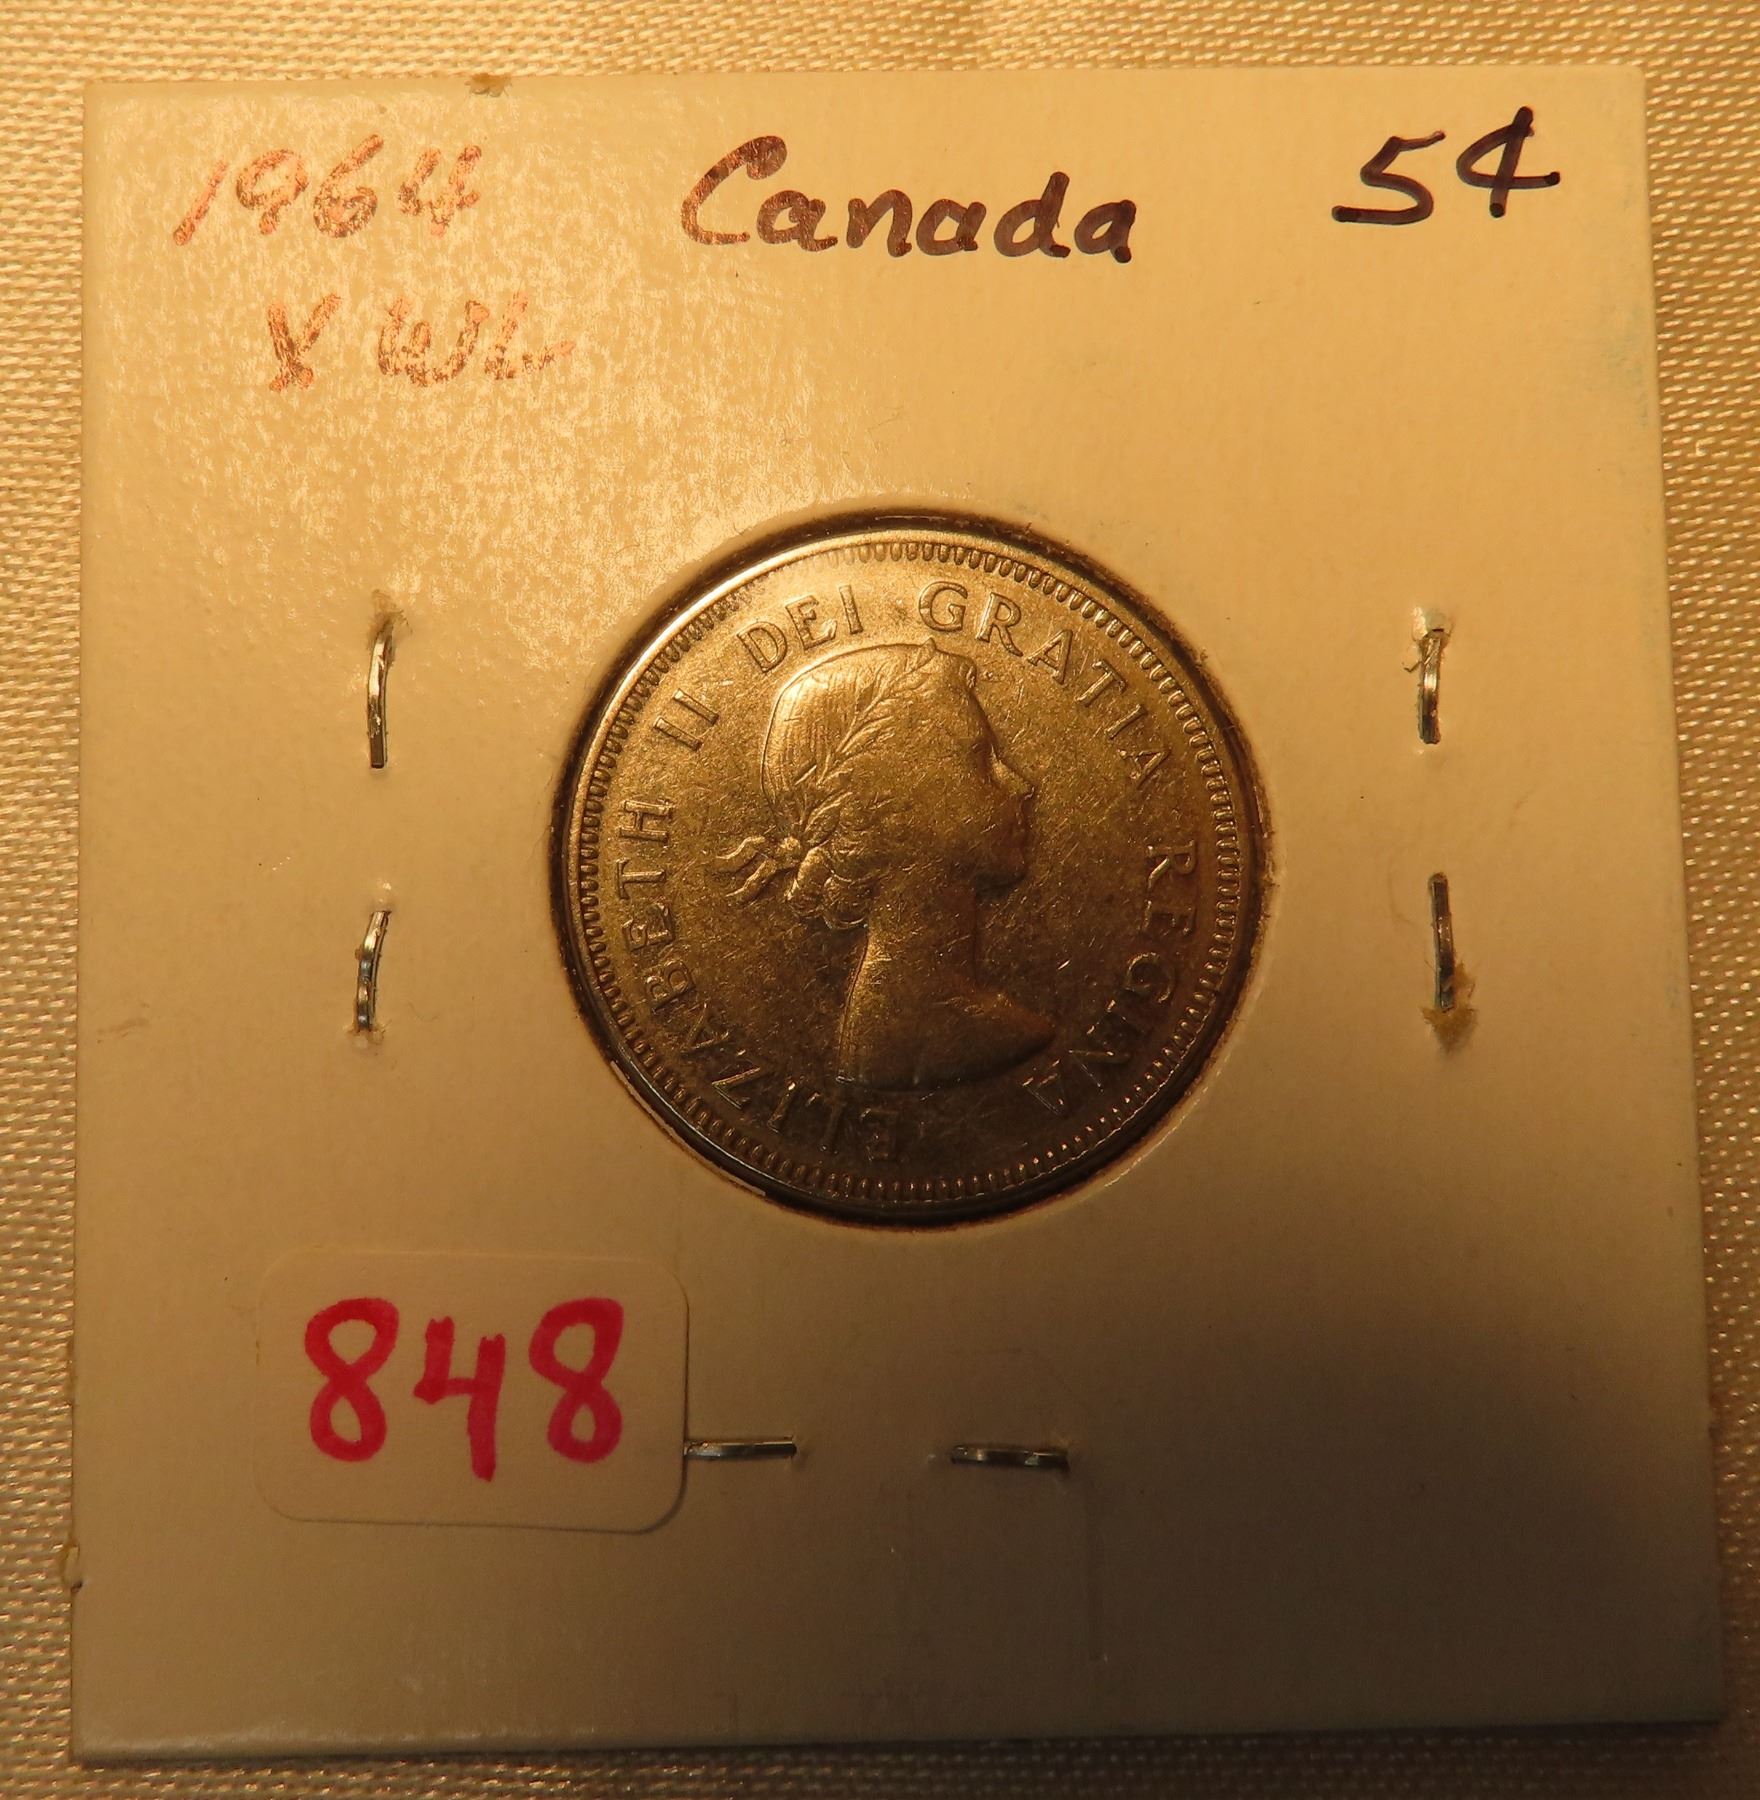 1964 Canada 5¢
X WL
ELIZABETH II DEI GRATIA REGINA
848